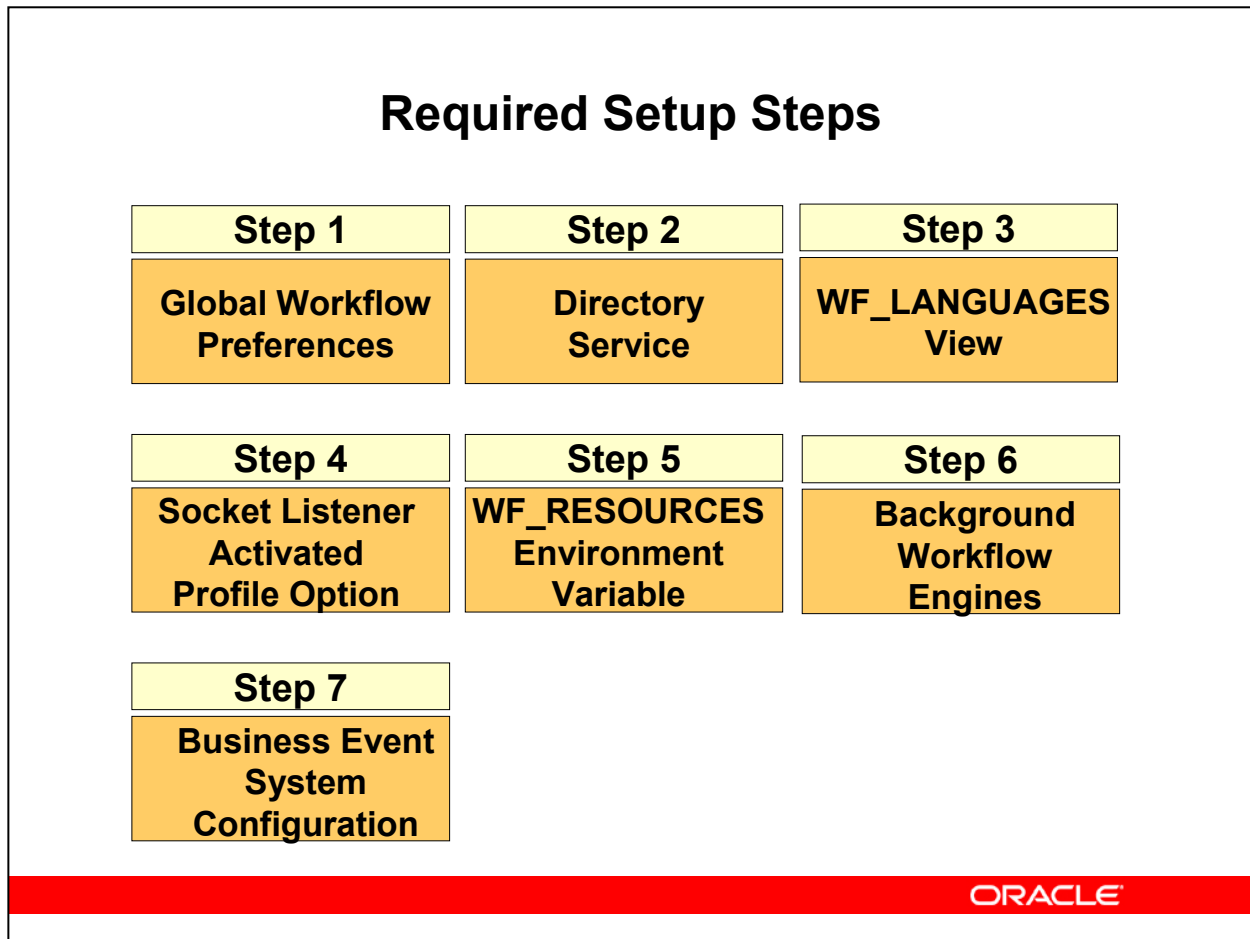 Required Setup Steps
Step 1
Global Workflow
Preferences
Step 2
Directory
Service
Step 3
WF_LANGUAGES
View
Step 4
Socket Listener
Activated
Profile Option
Step 5
WF_RESOURCES
Environment
Variable
Step 6
Background
Workflow
Engines
Step 7
Business Event
System
Configuration
ORACLE